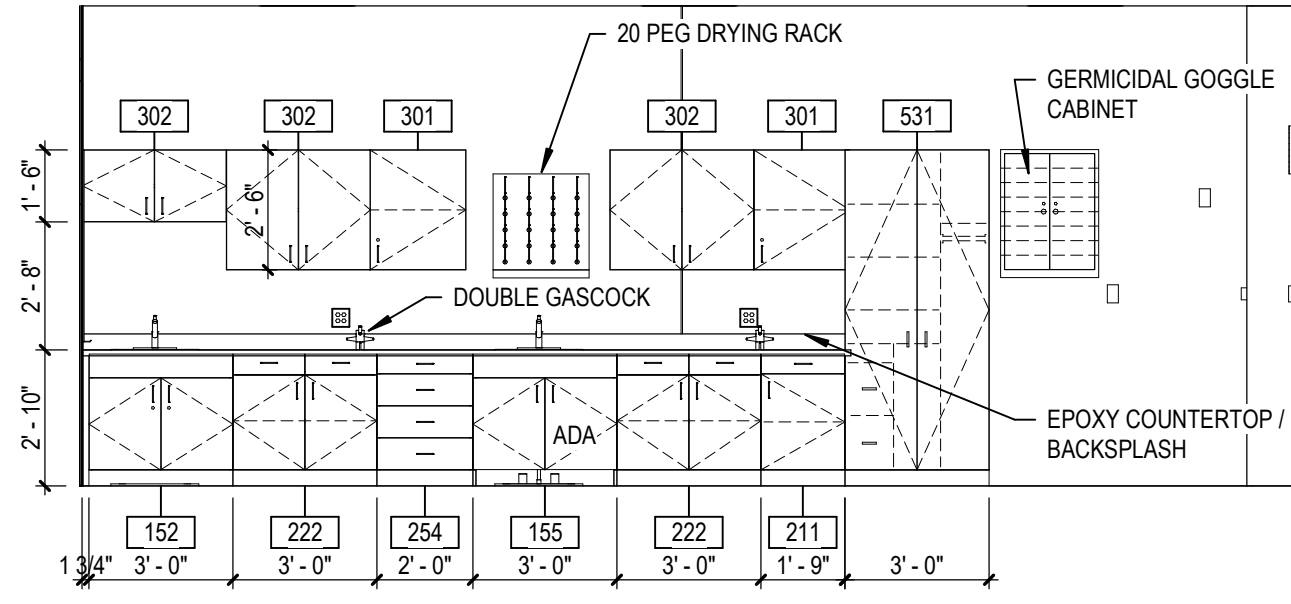 20 PEG DRYING RACK
GERMICIDAL GOGGLE
CABINET
302
302
301
302
301
531
1' - 6"
2' - 6"
2' - 8"
DOUBLE GASCOCK
2' - 10"
ADA
EPOXY COUNTERTOP /
BACKSPLASH
152
222
254
155
222
211
1 3/4"
3' - 0"
3' - 0"
2' - 0"
3' - 0"
3' - 0"
1' - 9"
3' - 0"